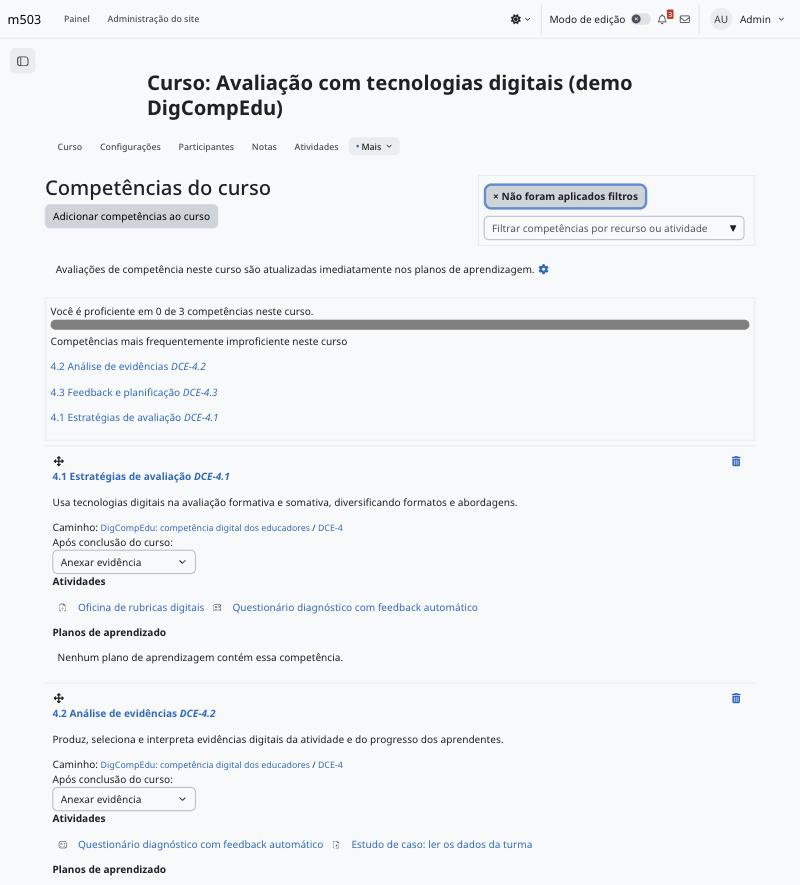 m503 Painel Administração do site Modo de edição 3 AU Admin
Curso: Avaliação com tecnologias digitais (demo
DigCompEdu)
Curso Configurações Participantes Notas Atividades Mais
Competências do curso
Adicionar competências ao curso
× Não foram aplicados filtros
Filtrar competências por recurso ou atividade ▼
Avaliações de competência neste curso são atualizadas imediatamente nos planos de aprendizagem.
Você é proficiente em 0 de 3 competências neste curso.
Competências mais frequentemente improficiente neste curso
4.2 Análise de evidências DCE-4.2
4.3 Feedback e planificação DCE-4.3
4.1 Estratégias de avaliação DCE-4.1
4.1 Estratégias de avaliação DCE-4.1
Usa tecnologias digitais na avaliação formativa e somativa, diversificando formatos e abordagens.
Caminho: DigCompEdu: competência digital dos educadores / DCE-4
Após conclusão do curso:
Anexar evidência
Atividades
Oficina de rubricas digitais Questionário diagnóstico com feedback automático
Planos de aprendizado
Nenhum plano de aprendizagem contém essa competência.
4.2 Análise de evidências DCE-4.2
Produz, seleciona e interpreta evidências digitais da atividade e do progresso dos aprendentes.
Caminho: DigCompEdu: competência digital dos educadores / DCE-4
Após conclusão do curso:
Anexar evidência
Atividades
Questionário diagnóstico com feedback automático Estudo de caso: ler os dados da turma
Planos de aprendizado